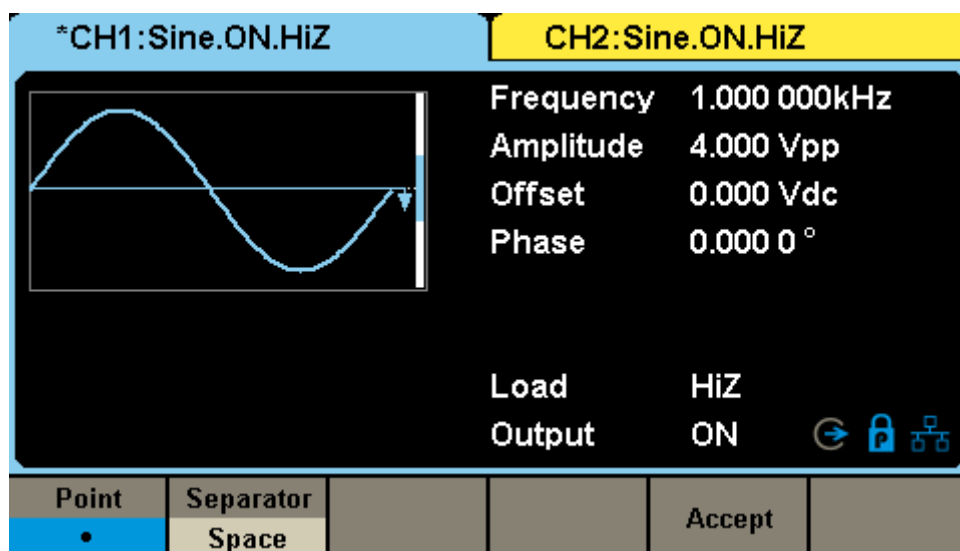 *CH1:Sine.ON.HiZ CH2:Sine.ON.HiZ
Frequency 1.000 000kHz
Amplitude 4.000 Vpp
Offset 0.000 Vdc
Phase 0.000 0 °
Load HiZ
Output ON
Point Separator Accept
• Space